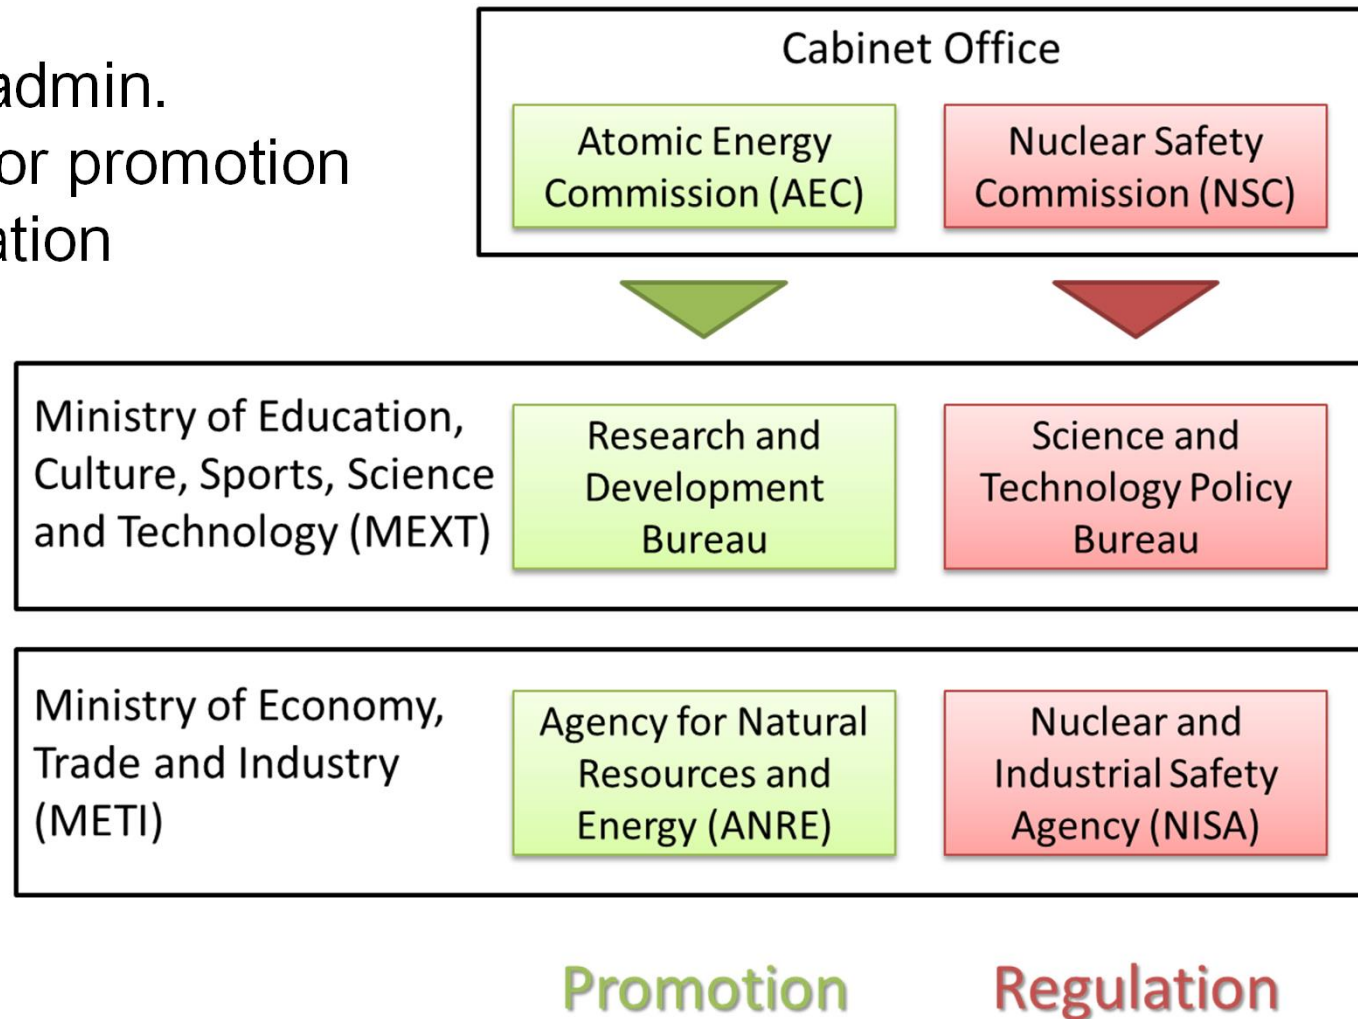 admin.
or promotion
ation
Cabinet Office
Atomic Energy
Commission (AEC)
Nuclear Safety
Commission (NSC)
Ministry of Education,
Culture, Sports, Science
and Technology (MEXT)
Research and
Development
Bureau
Science and
Technology Policy
Bureau
Ministry of Economy,
Trade and Industry
(METI)
Agency for Natural
Resources and
Energy (ANRE)
Nuclear and
Industrial Safety
Agency (NISA)
Promotion
Regulation